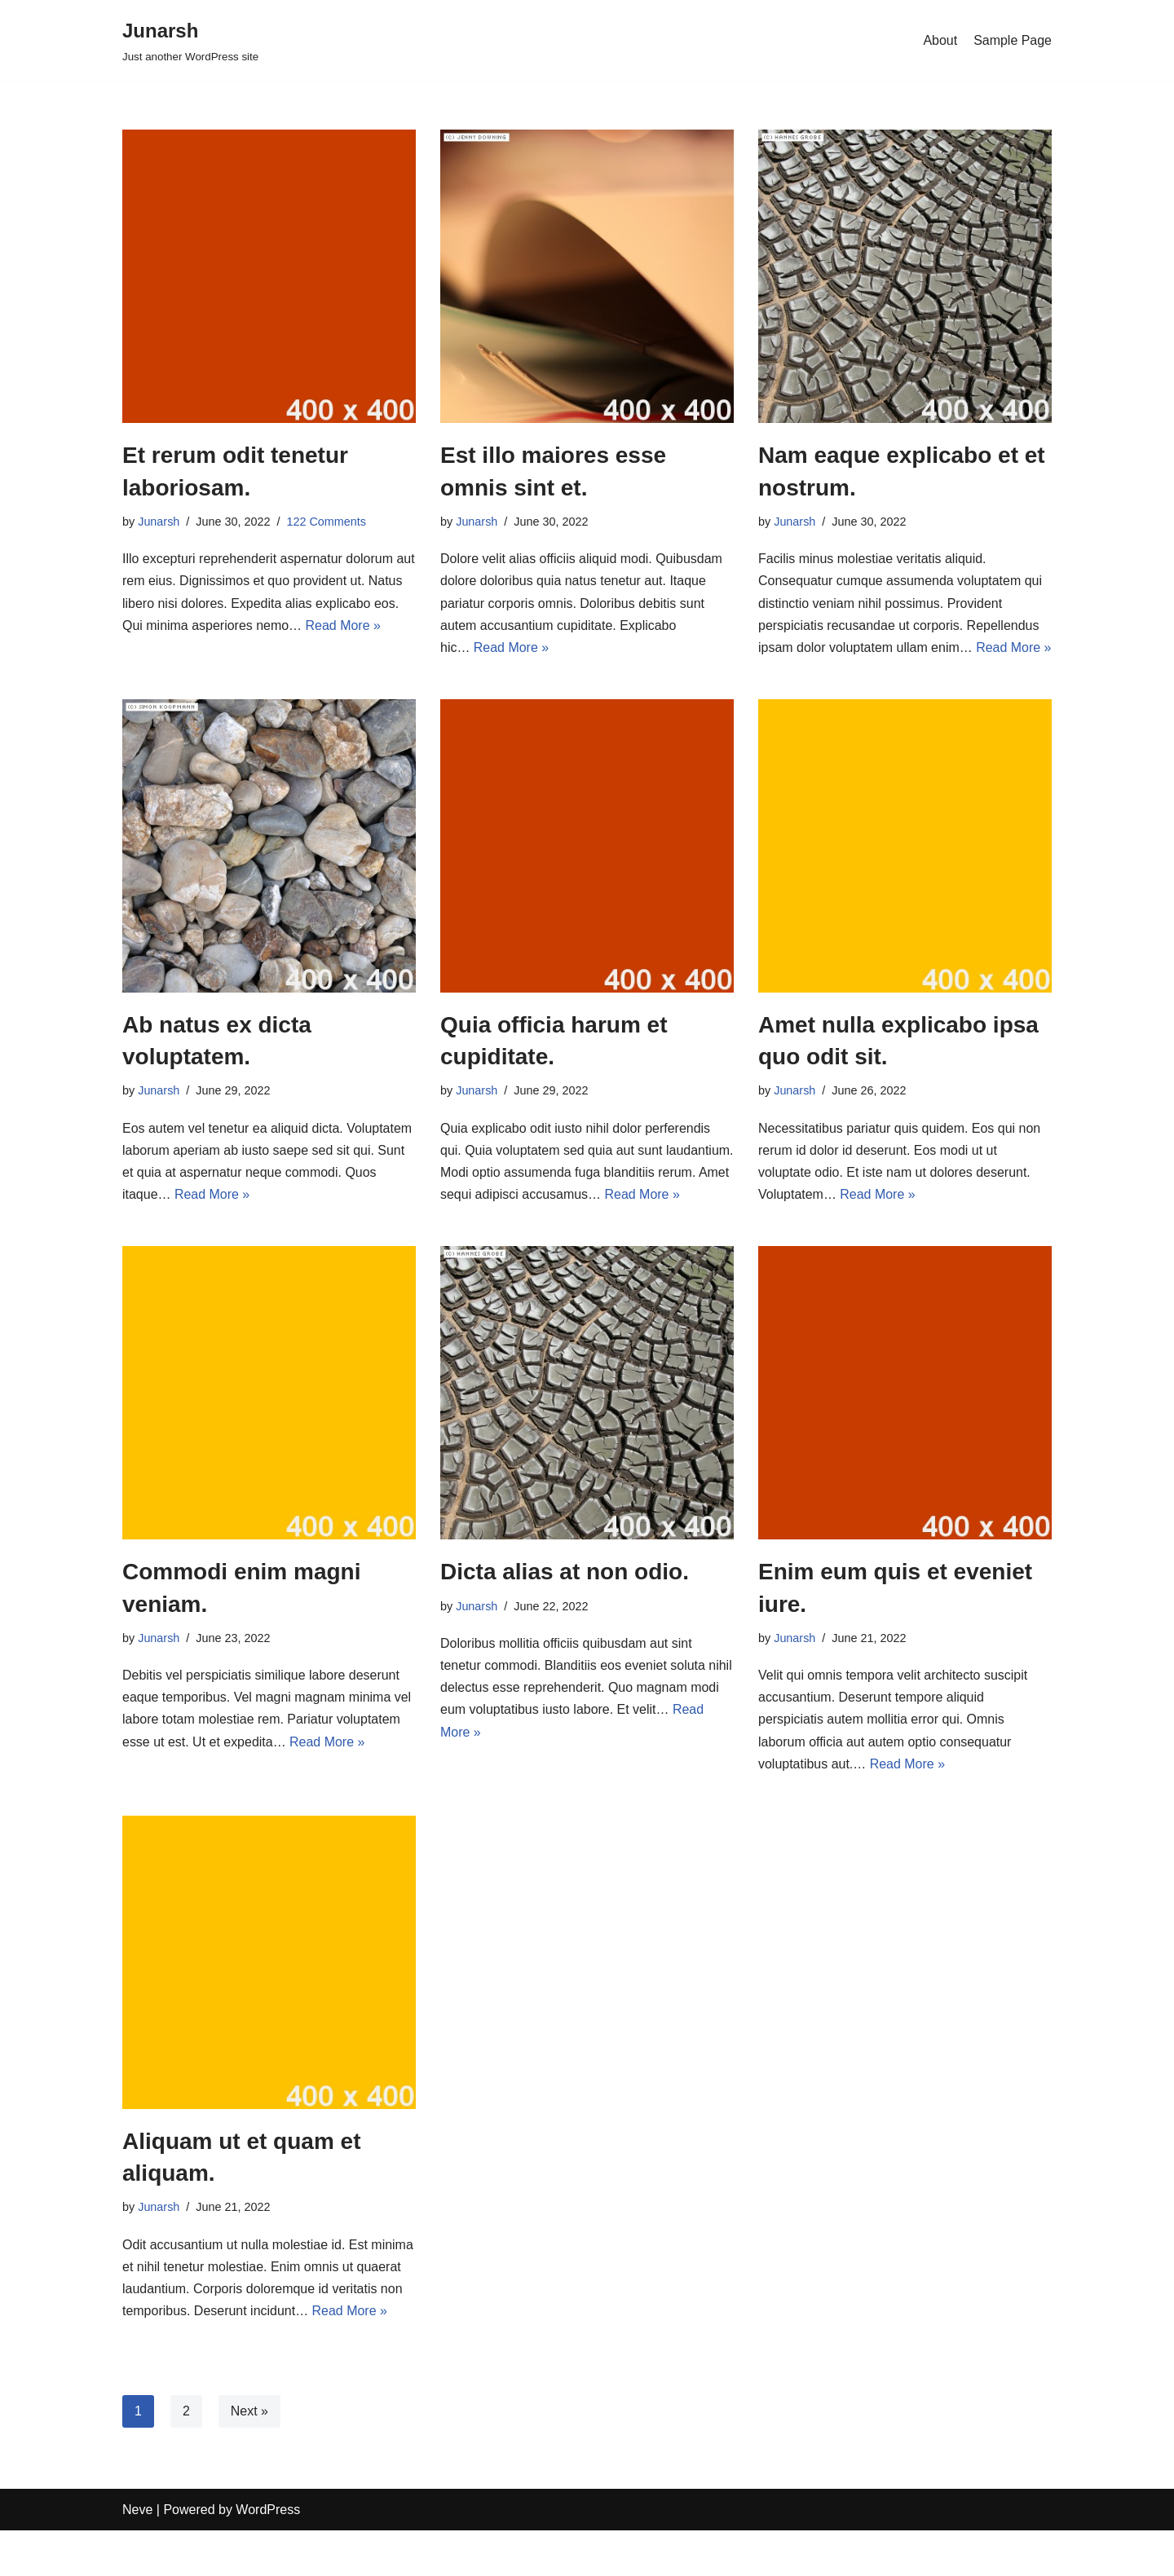 Junarsh
Just another WordPress site
About
Sample Page
400 x 400
(C) JENNY DOWNING
400 x 400
(C) HANNES GROBE
400 x 400
Et rerum odit tenetur
laboriosam.
by Junarsh / June 30, 2022 / 122 Comments
Illo excepturi reprehenderit aspernatur dolorum aut
rem eius. Dignissimos et quo provident ut. Natus
libero nisi dolores. Expedita alias explicabo eos.
Qui minima asperiores nemo… Read More »
Est illo maiores esse
omnis sint et.
by Junarsh / June 30, 2022
Dolore velit alias officiis aliquid modi. Quibusdam
dolore doloribus quia natus tenetur aut. Itaque
pariatur corporis omnis. Doloribus debitis sunt
autem accusantium cupiditate. Explicabo
hic… Read More »
Nam eaque explicabo et et
nostrum.
by Junarsh / June 30, 2022
Facilis minus molestiae veritatis aliquid.
Consequatur cumque assumenda voluptatem qui
distinctio veniam nihil possimus. Provident
perspiciatis recusandae ut corporis. Repellendus
ipsam dolor voluptatem ullam enim… Read More »
(C) SIMON KOOPMANN
400 x 400
400 x 400
400 x 400
Ab natus ex dicta
voluptatem.
by Junarsh / June 29, 2022
Eos autem vel tenetur ea aliquid dicta. Voluptatem
laborum aperiam ab iusto saepe sed sit qui. Sunt
et quia at aspernatur neque commodi. Quos
itaque… Read More »
Quia officia harum et
cupiditate.
by Junarsh / June 29, 2022
Quia explicabo odit iusto nihil dolor perferendis
qui. Quia voluptatem sed quia aut sunt laudantium.
Modi optio assumenda fuga blanditiis rerum. Amet
sequi adipisci accusamus… Read More »
Amet nulla explicabo ipsa
quo odit sit.
by Junarsh / June 26, 2022
Necessitatibus pariatur quis quidem. Eos qui non
rerum id dolor id deserunt. Eos modi ut ut
voluptate odio. Et iste nam ut dolores deserunt.
Voluptatem… Read More »
400 x 400
(C) HANNES GROBE
400 x 400
400 x 400
Commodi enim magni
veniam.
by Junarsh / June 23, 2022
Debitis vel perspiciatis similique labore deserunt
eaque temporibus. Vel magni magnam minima vel
labore totam molestiae rem. Pariatur voluptatem
esse ut est. Ut et expedita… Read More »
Dicta alias at non odio.
by Junarsh / June 22, 2022
Doloribus mollitia officiis quibusdam aut sint
tenetur commodi. Blanditiis eos eveniet soluta nihil
delectus esse reprehenderit. Quo magnam modi
eum voluptatibus iusto labore. Et velit… Read
More »
Enim eum quis et eveniet
iure.
by Junarsh / June 21, 2022
Velit qui omnis tempora velit architecto suscipit
accusantium. Deserunt tempore aliquid
perspiciatis autem mollitia error qui. Omnis
laborum officia aut autem optio consequatur
voluptatibus aut.… Read More »
400 x 400
Aliquam ut et quam et
aliquam.
by Junarsh / June 21, 2022
Odit accusantium ut nulla molestiae id. Est minima
et nihil tenetur molestiae. Enim omnis ut quaerat
laudantium. Corporis doloremque id veritatis non
temporibus. Deserunt incidunt… Read More »
1
2
Next »
Neve | Powered by WordPress